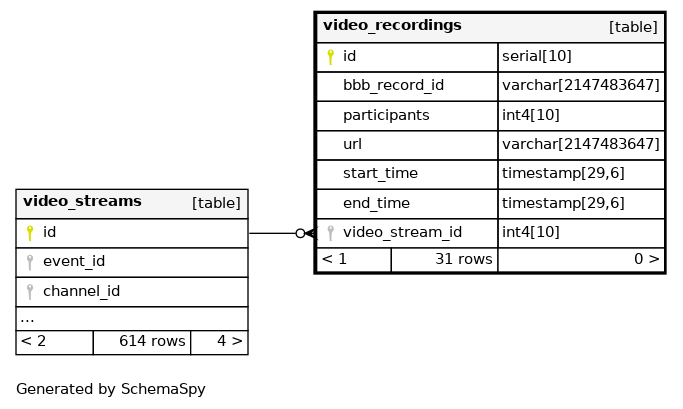 video_recordings [table]
id serial[10]
bbb_record_id varchar[2147483647]
participants int4[10]
url varchar[2147483647]
start_time timestamp[29,6]
end_time timestamp[29,6]
video_stream_id int4[10]
< 1 31 rows 0 >
video_streams [table]
id
event_id
channel_id
...
< 2 614 rows 4 >
Generated by SchemaSpy